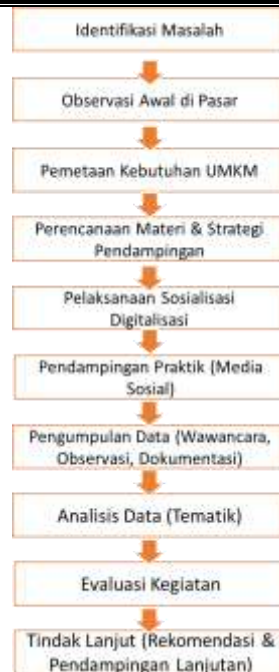 Identifikasi Masalah
Observasi Awal di Pasar
Pemetaan Kebutuhan UMKM
Perencanaan Materi & Strategi
Pendampingan
Pelaksanaan Sosialisasi
Digitalisasi
Pendampingan Praktik (Media
Sosial)
Pengumpulan Data (Wawancara,
Observasi, Dokumentasi)
Analisis Data (Tematik)
Evaluasi Kegiatan
Tindak Lanjut (Rekomendasi &
Pendampingan Lanjutan)